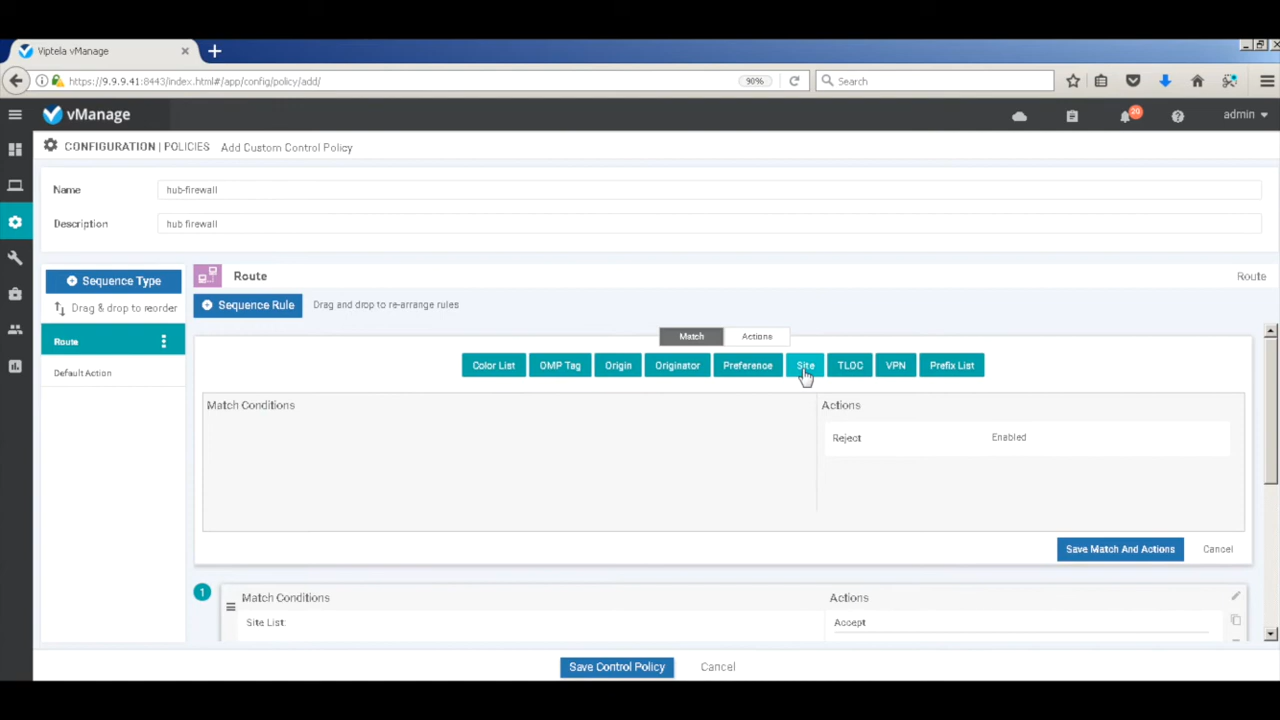 Viptela vManage
https://9.9.9.41:8443/index.html#/app/config/policy/add/
90%
Search
vManage
20
admin
CONFIGURATION | POLICIES Add Custom Control Policy
Name hub-firewall
Description hub firewall
Sequence Type
Drag & drop to reorder
Route
Default Action
Route Route
Sequence Rule Drag and drop to re-arrange rules
Match Actions
Color List OMP Tag Origin Originator Preference Site TLOC VPN Prefix List
Match Conditions Actions
Reject Enabled
Save Match And Actions Cancel
1 Match Conditions Actions
Site List: Accept
Save Control Policy Cancel